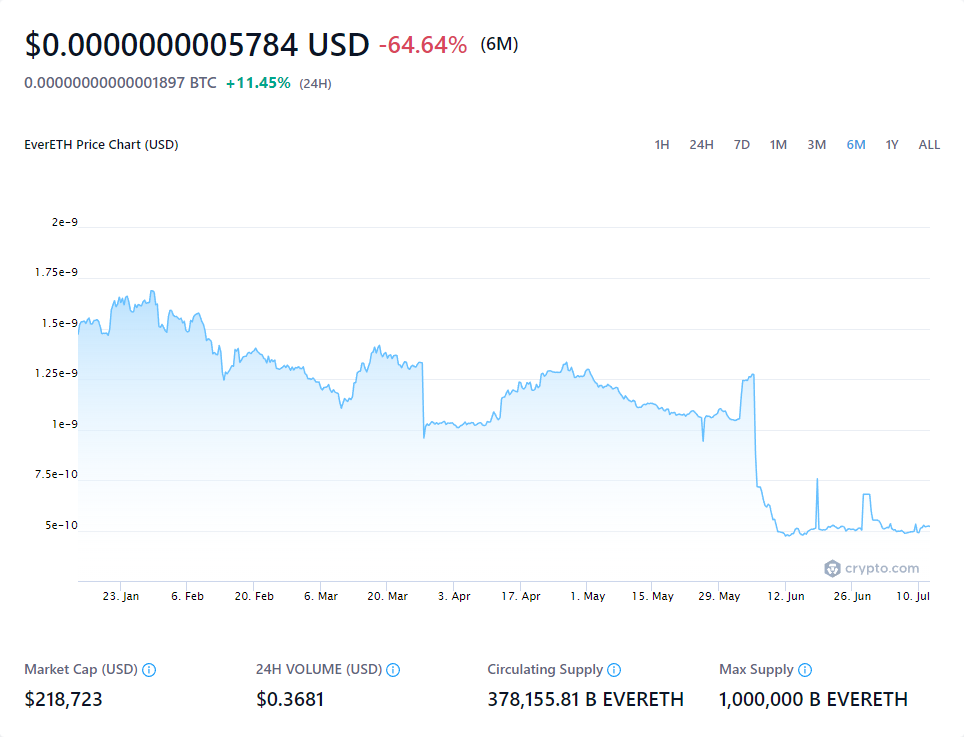 $0.0000000005784 USD -64.64% (6M)
0.00000000000001897 BTC +11.45% (24H)
EverETH Price Chart (USD) 1H 24H 7D 1M 3M 6M 1Y ALL
2e-9
1.75e-9
1.5e-9
1.25e-9
1e-9
7.5e-10
5e-10
crypto.com
23. Jan 6. Feb 20. Feb 6. Mar 20. Mar 3. Apr 17. Apr 1. May 15. May 29. May 12. Jun 26. Jun 10. Jul
Market Cap (USD) 24H VOLUME (USD) Circulating Supply Max Supply
$218,723 $0.3681 378,155.81 B EVERETH 1,000,000 B EVERETH